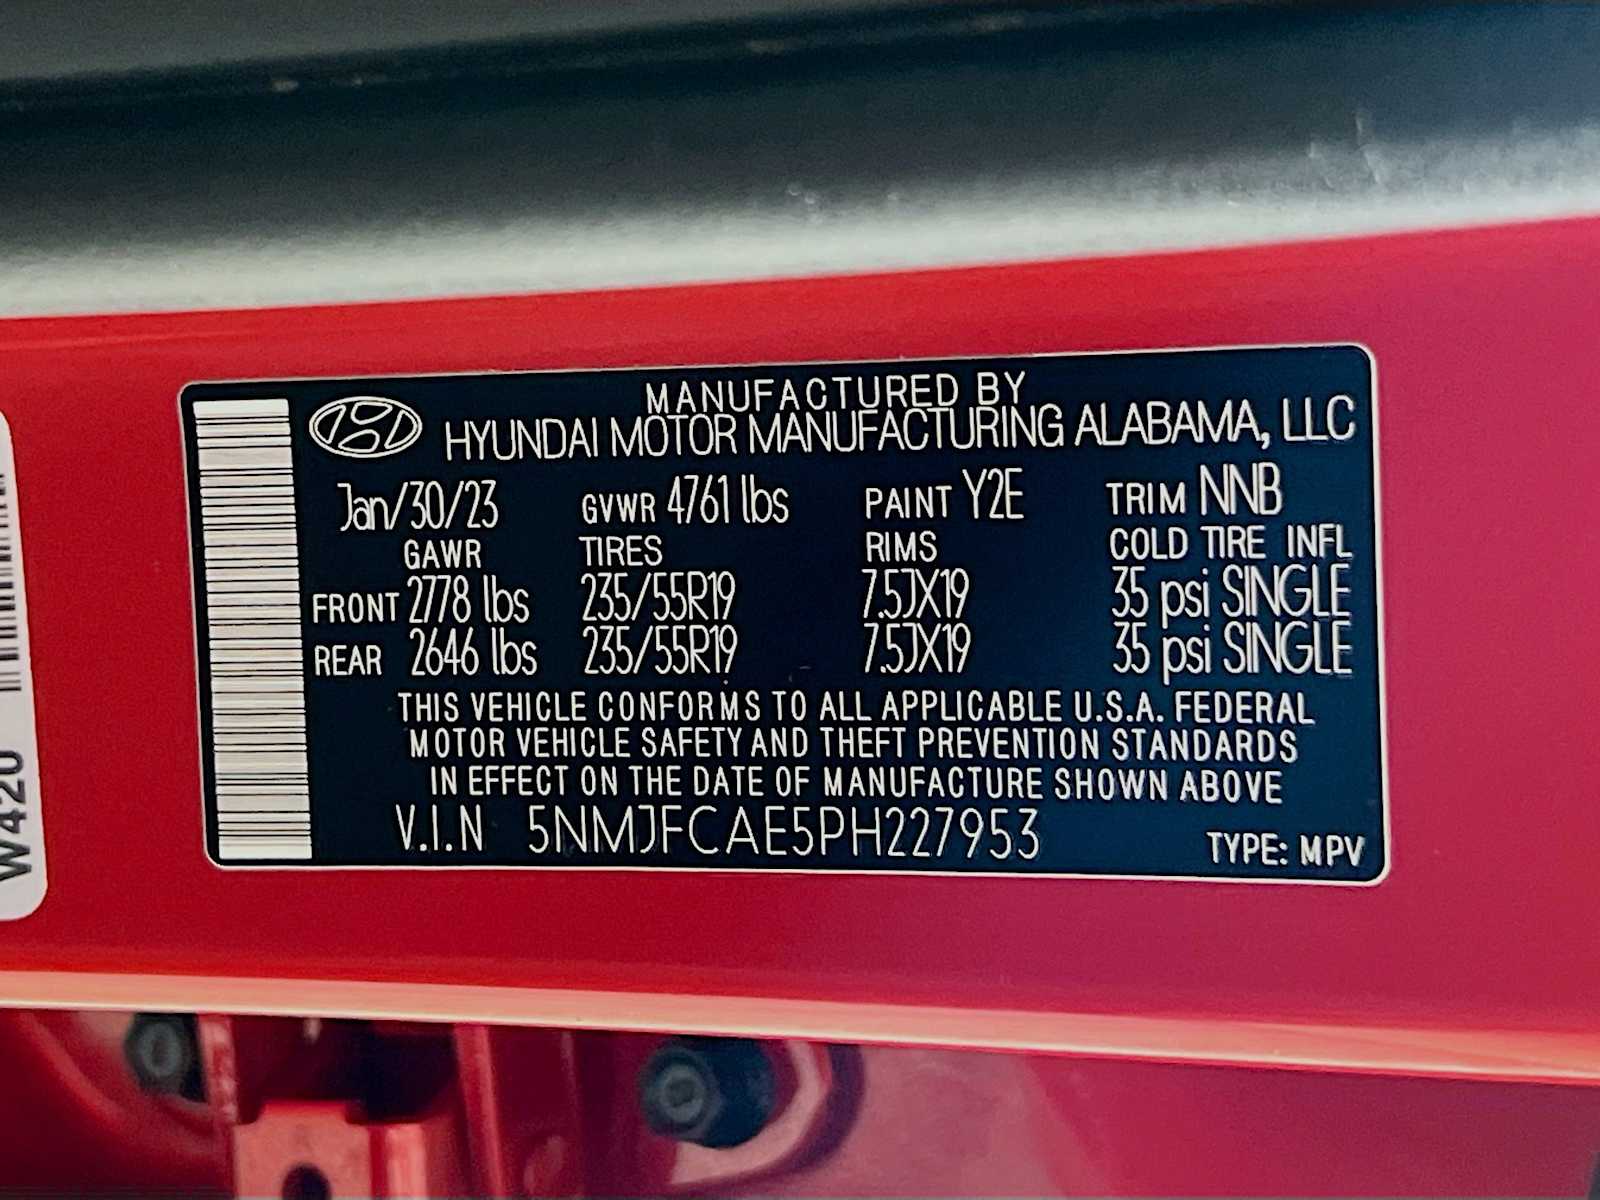 MANUFACTURED BY
HYUNDAI MOTOR MANUFACTURING ALABAMA, LLC
Jan/30/23 GVWR 4761 lbs PAINT Y2E TRIM NNB
GAWR TIRES RIMS COLD TIRE INFL
FRONT 2778 lbs 235/55R19 7.5JX19 35 psi SINGLE
REAR 2646 lbs 235/55R19 7.5JX19 35 psi SINGLE
THIS VEHICLE CONFORMS TO ALL APPLICABLE U.S.A. FEDERAL
MOTOR VEHICLE SAFETY AND THEFT PREVENTION STANDARDS
IN EFFECT ON THE DATE OF MANUFACTURE SHOWN ABOVE
V.I.N 5NMJFCAE5PH227953 TYPE: MPV
W420